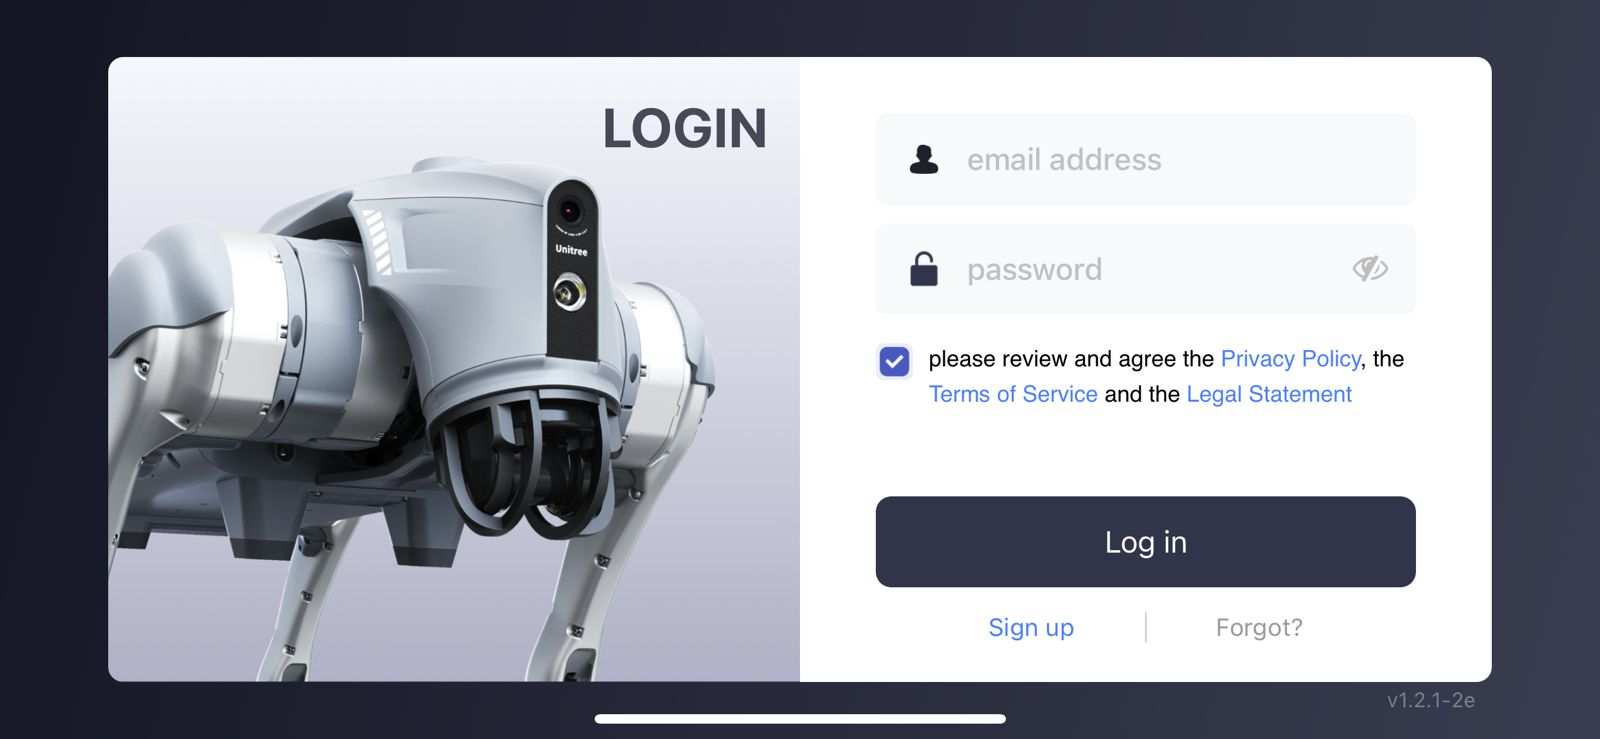 LOGIN
Unitree
email address
password
please review and agree the Privacy Policy, the
Terms of Service and the Legal Statement
Log in
Sign up
Forgot?
v1.2.1-2e